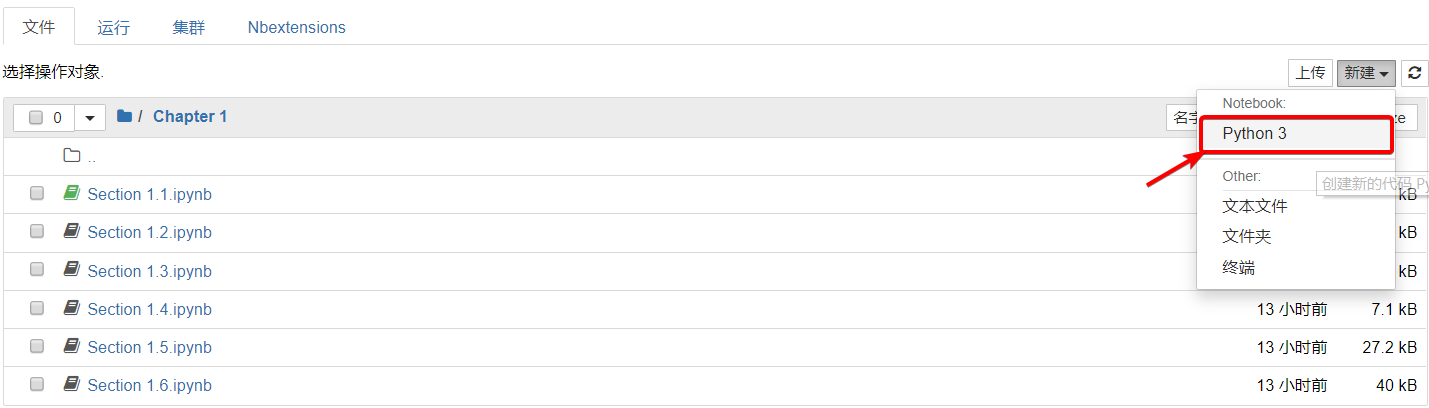 文件 运行 集群 Nbextensions
选择操作对象. 上传 新建
0 / Chapter 1 名字
Notebook:
Python 3
..
Other:
Section 1.1.ipynb 创建新的代码 Py kB
文本文件
Section 1.2.ipynb kB
文件夹
Section 1.3.ipynb 终端 kB
Section 1.4.ipynb 13 小时前 7.1 kB
Section 1.5.ipynb 13 小时前 27.2 kB
Section 1.6.ipynb 13 小时前 40 kB